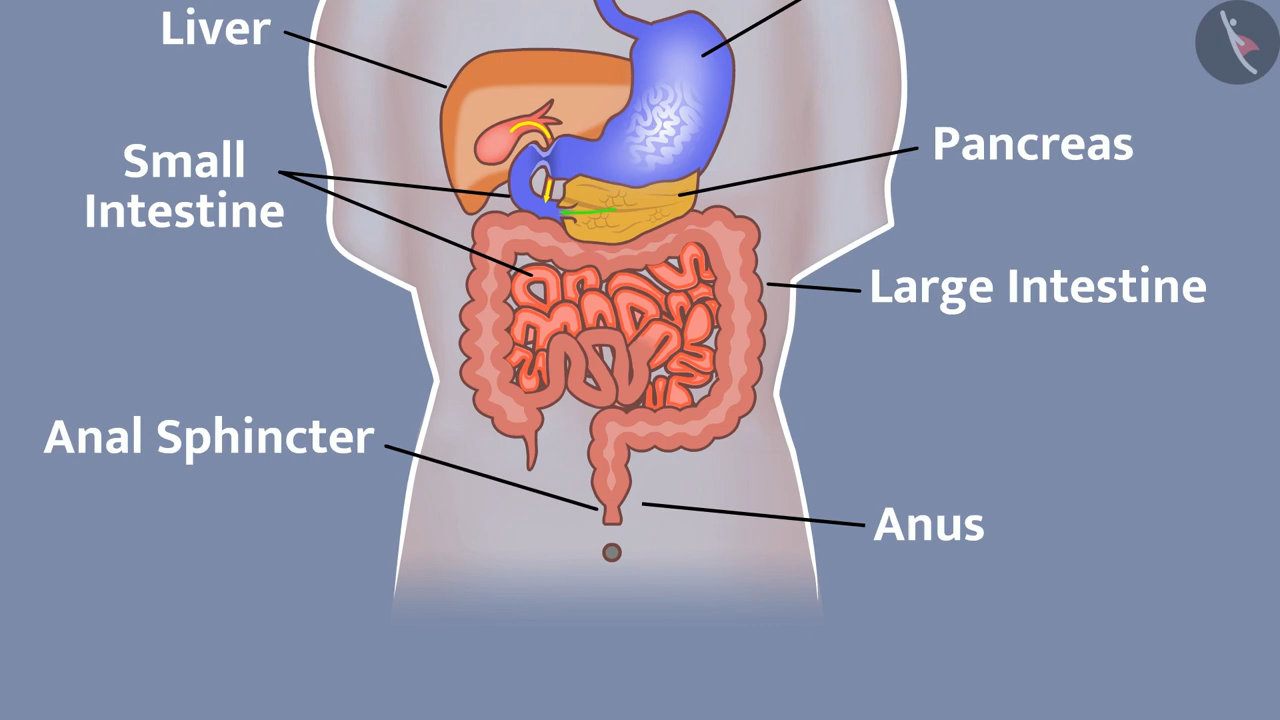 Liver
Small
Intestine
Pancreas
Large Intestine
Anal Sphincter
Anus